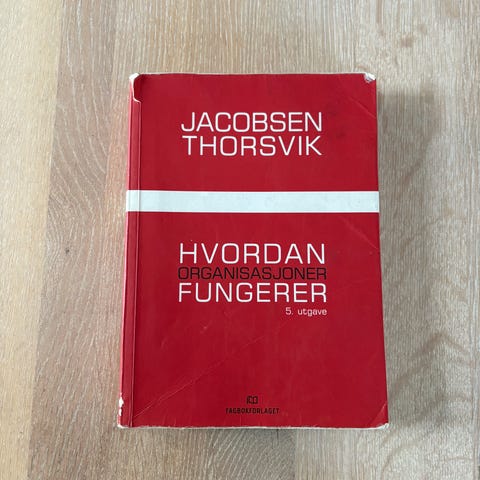 JACOBSEN
THORSVIK
HVORDAN
ORGANISASJONER
FUNGERER
5. utgave
FAGBOKFORLAGET